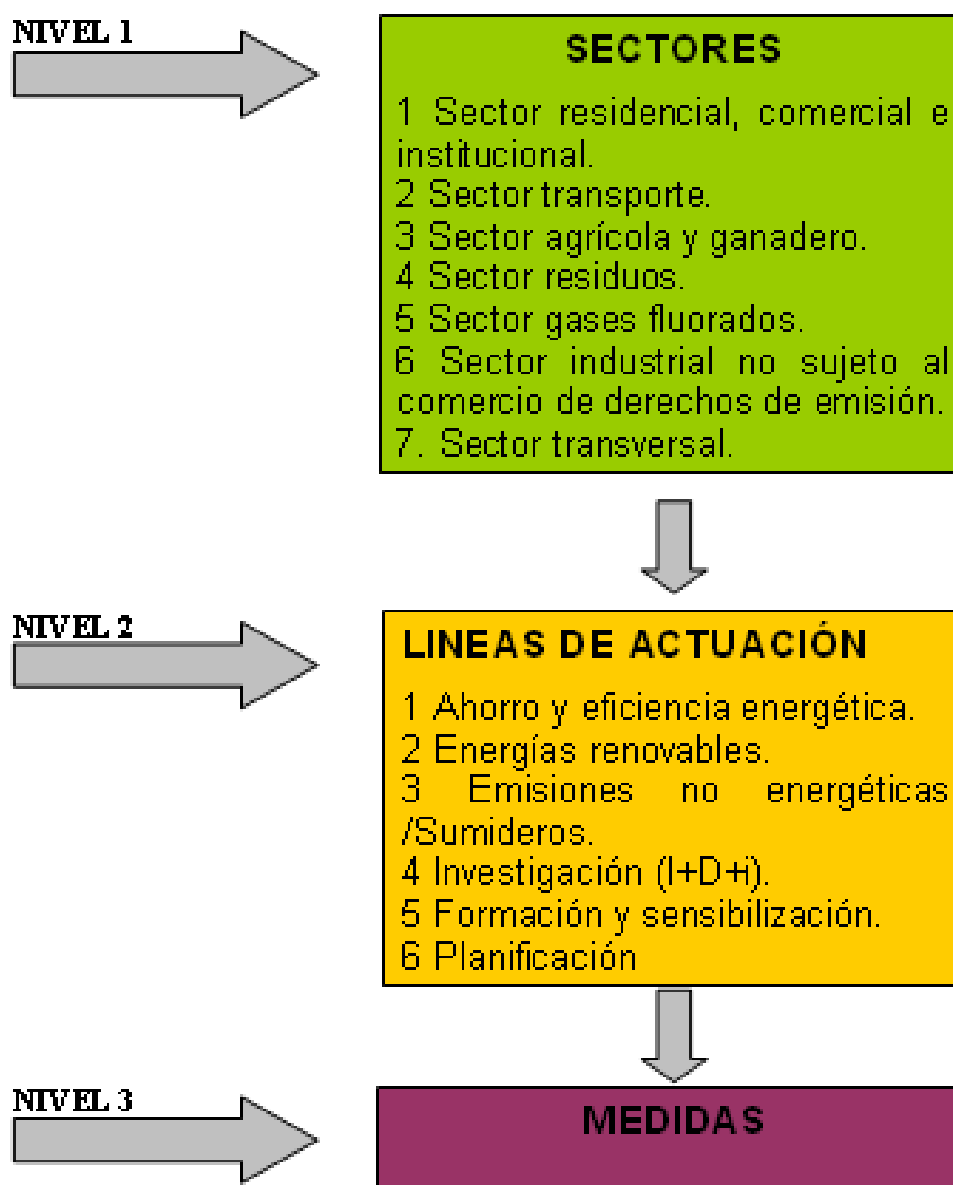 NIVEL 1
SECTORES
1 Sector residencial, comercial e
institucional.
2 Sector transporte.
3 Sector agrícola y ganadero.
4 Sector residuos.
5 Sector gases fluorados.
6 Sector industrial no sujeto al
comercio de derechos de emisión.
7. Sector transversal.
NIVEL 2
LINEAS DE ACTUACIÓN
1 Ahorro y eficiencia energética.
2 Energías renovables.
3 Emisiones no energéticas
/Sumideros.
4 Investigación (I+D+i).
5 Formación y sensibilización.
6 Planificación
NIVEL 3
MEDIDAS